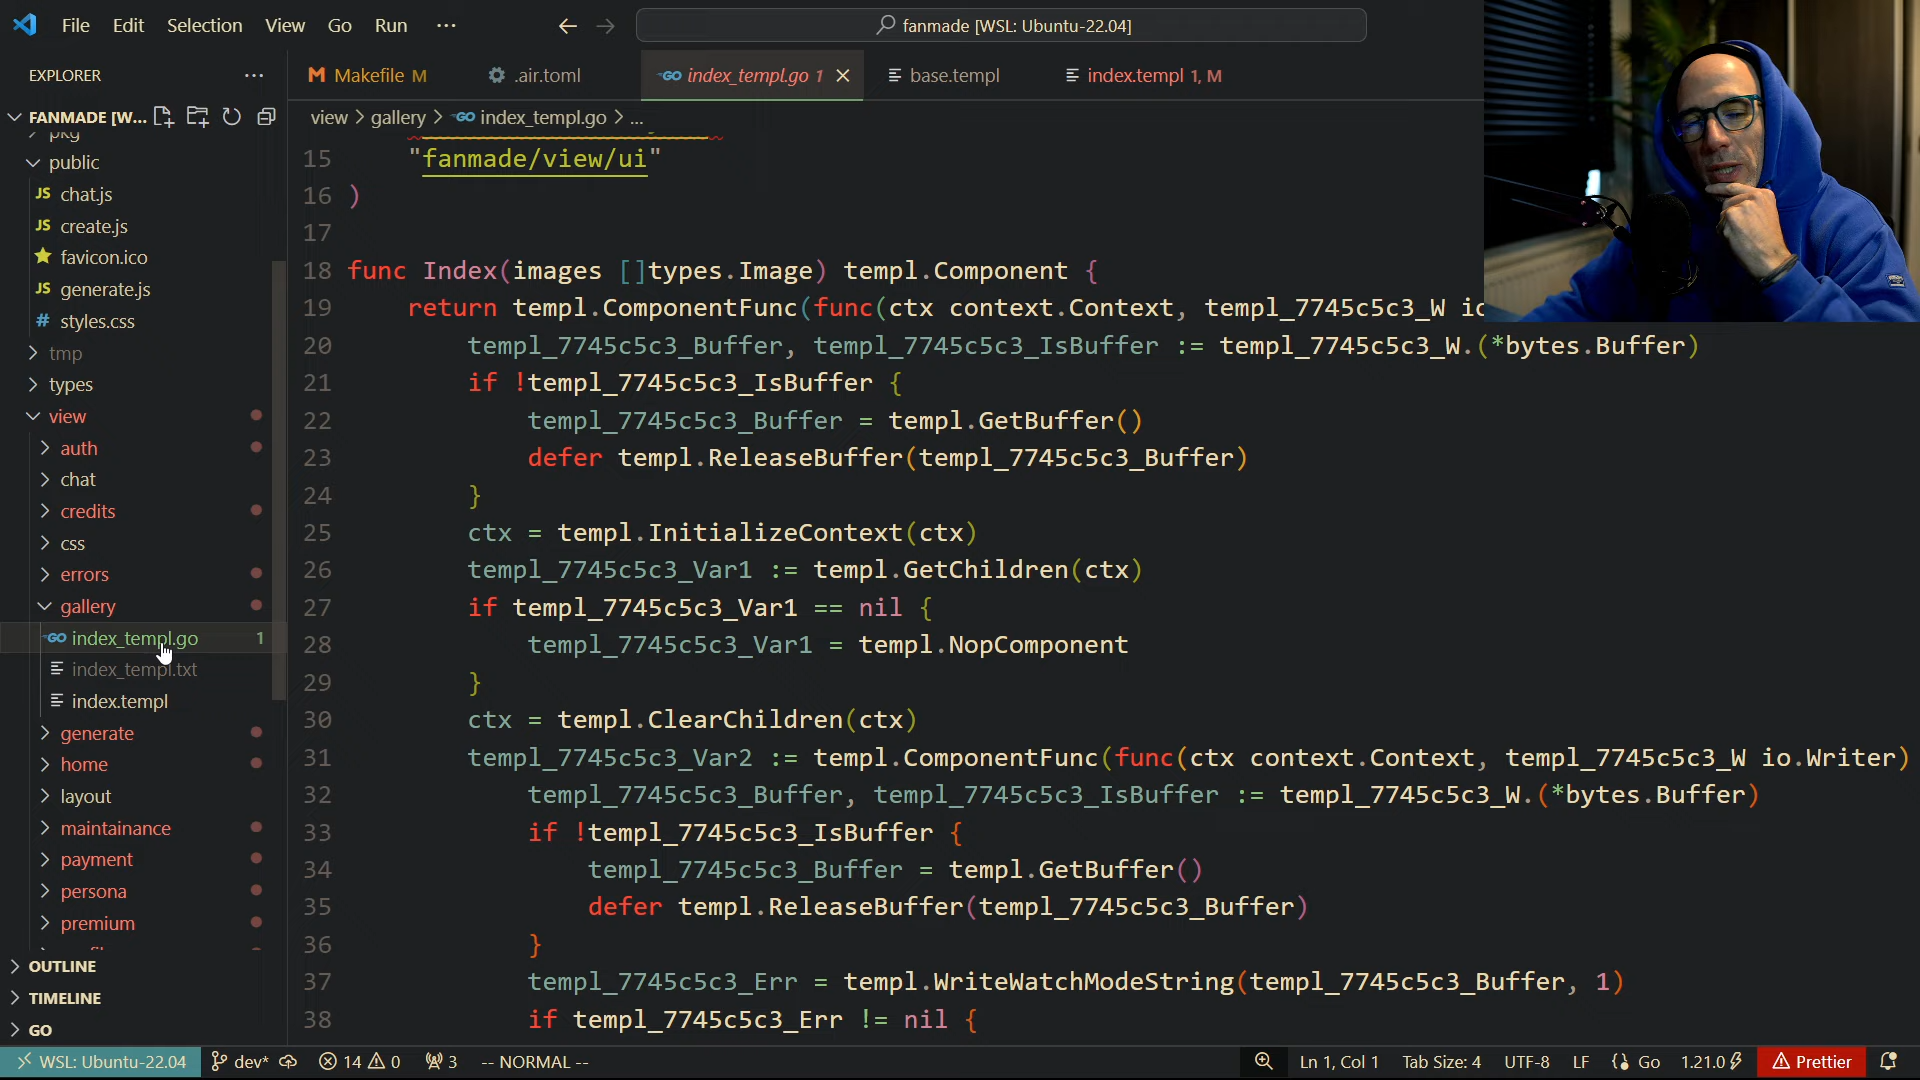 File Edit Selection View Go Run ···
fanmade [WSL: Ubuntu-22.04]
EXPLORER ···
FANMADE [W...
pkg
public
JS chat.js
JS create.js
favicon.ico
JS generate.js
# styles.css
tmp
types
view
auth
chat
credits
css
errors
gallery
GO index_templ.go 1
index_templ.txt
index.templ
generate
home
layout
maintainance
payment
persona
premium
OUTLINE
TIMELINE
GO
M Makefile M
.air.toml
GO index_templ.go 1
base.templ
index.templ 1, M
view > gallery > GO index_templ.go > ...
15 "fanmade/view/ui"
16 )
17
18 func Index(images []types.Image) templ.Component {
19 return templ.ComponentFunc(func(ctx context.Context, templ_7745c5c3_W io
20 templ_7745c5c3_Buffer, templ_7745c5c3_IsBuffer := templ_7745c5c3_W.(*bytes.Buffer)
21 if !templ_7745c5c3_IsBuffer {
22 templ_7745c5c3_Buffer = templ.GetBuffer()
23 defer templ.ReleaseBuffer(templ_7745c5c3_Buffer)
24 }
25 ctx = templ.InitializeContext(ctx)
26 templ_7745c5c3_Var1 := templ.GetChildren(ctx)
27 if templ_7745c5c3_Var1 == nil {
28 templ_7745c5c3_Var1 = templ.NopComponent
29 }
30 ctx = templ.ClearChildren(ctx)
31 templ_7745c5c3_Var2 := templ.ComponentFunc(func(ctx context.Context, templ_7745c5c3_W io.Writer)
32 templ_7745c5c3_Buffer, templ_7745c5c3_IsBuffer := templ_7745c5c3_W.(*bytes.Buffer)
33 if !templ_7745c5c3_IsBuffer {
34 templ_7745c5c3_Buffer = templ.GetBuffer()
35 defer templ.ReleaseBuffer(templ_7745c5c3_Buffer)
36 }
37 templ_7745c5c3_Err = templ.WriteWatchModeString(templ_7745c5c3_Buffer, 1)
38 if templ_7745c5c3_Err != nil {
WSL: Ubuntu-22.04 dev* 14 0 3 -- NORMAL -- Ln 1, Col 1 Tab Size: 4 UTF-8 LF Go 1.21.0 Prettier